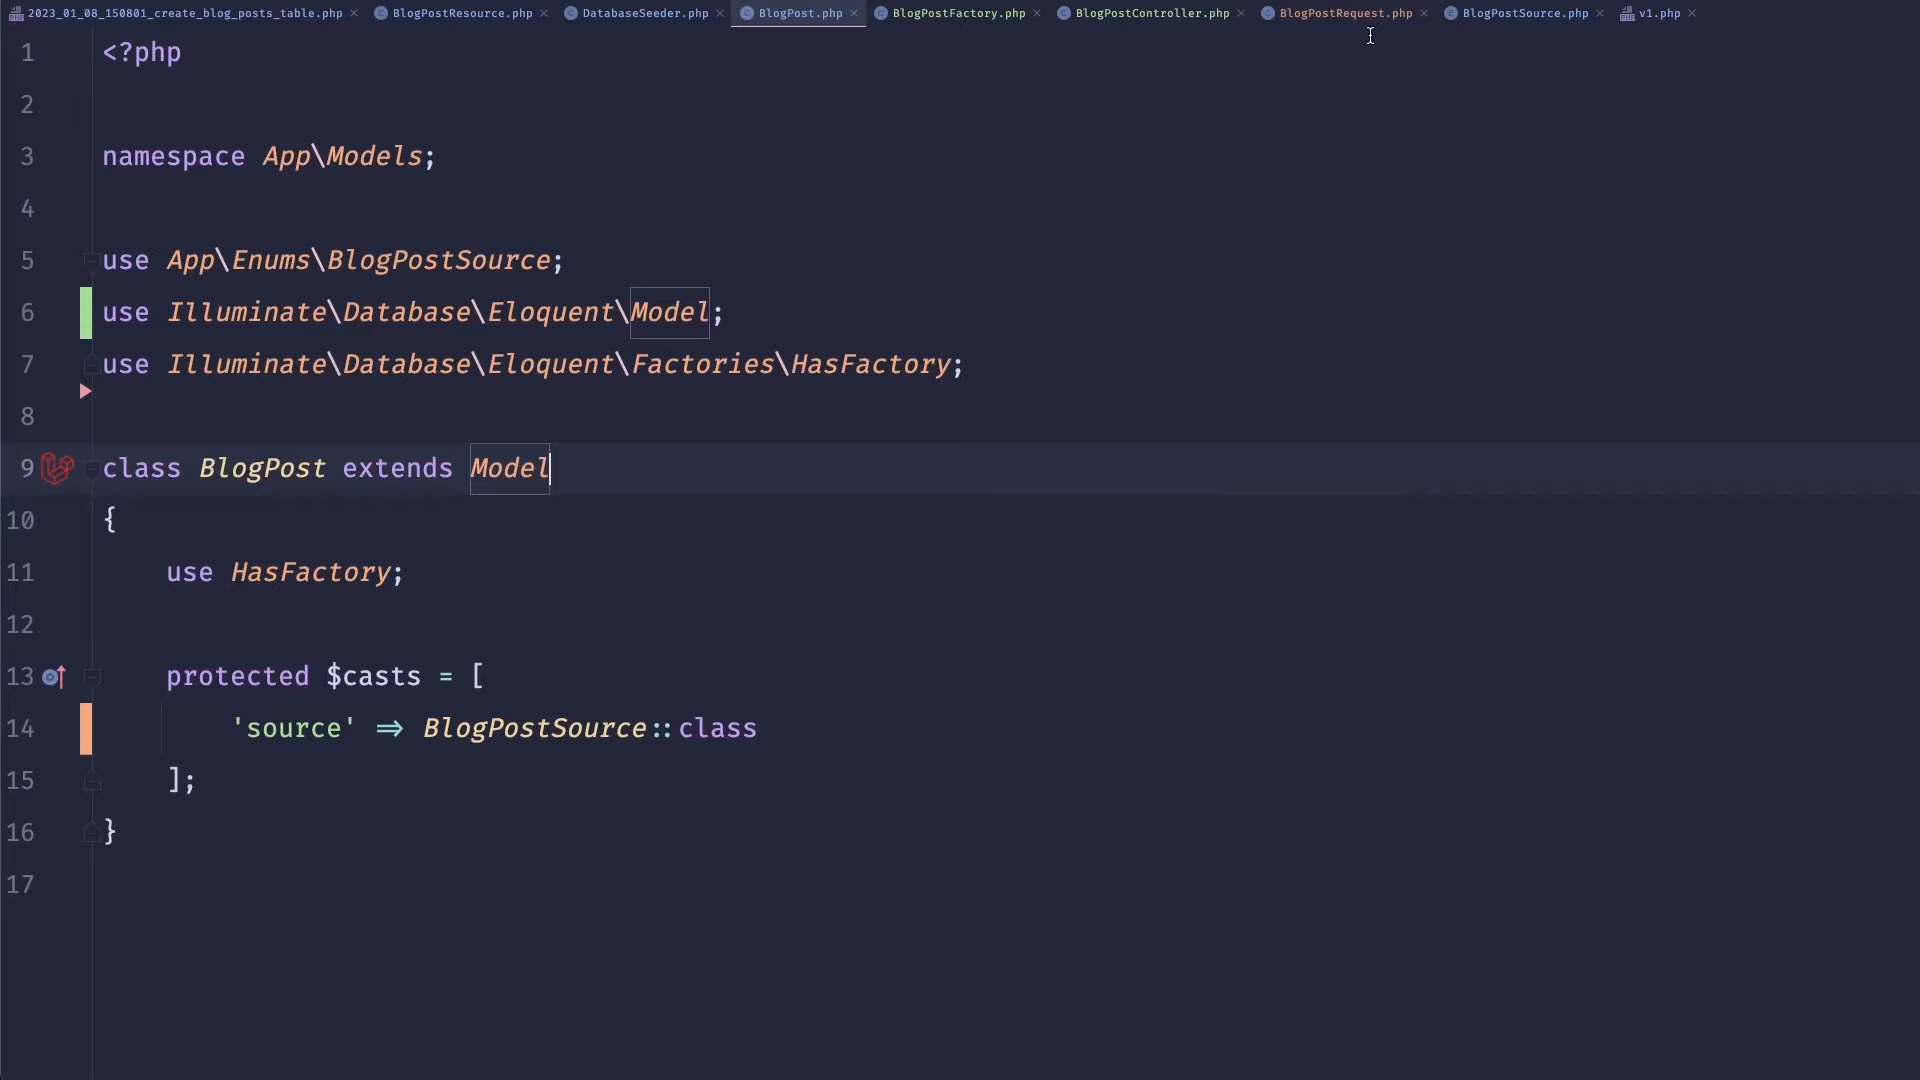 2023_01_08_150801_create_blog_posts_table.php BlogPostResource.php DatabaseSeeder.php BlogPost.php BlogPostFactory.php BlogPostController.php BlogPostRequest.php BlogPostSource.php v1.php
1 <?php
2
3 namespace App\Models;
4
5 use App\Enums\BlogPostSource;
6 use Illuminate\Database\Eloquent\Model;
7 use Illuminate\Database\Eloquent\Factories\HasFactory;
8
9 class BlogPost extends Model
10 {
11 use HasFactory;
12
13 protected $casts = [
14 'source' => BlogPostSource::class
15 ];
16 }
17